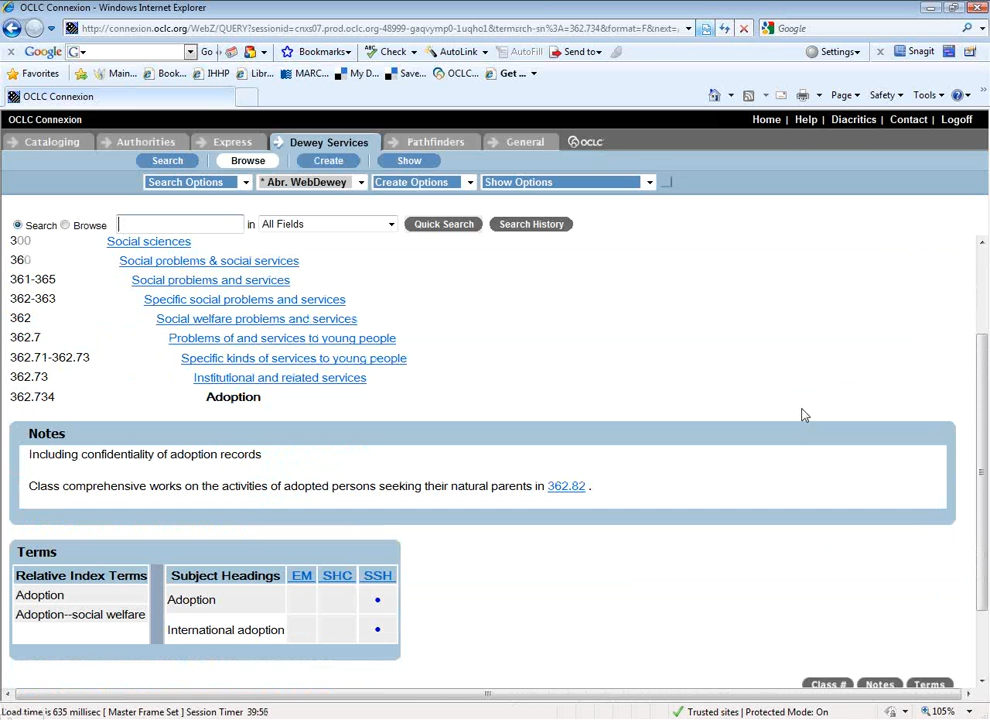 OCLC Connexion - Windows Internet Explorer
http://connexion.oclc.org/WebZ/QUERY?sessionid=cnxs07.prod.oclc.org-48999-gaqvymp0-1uqho1&termsrch-sn%3A=362.734&format=F&next=
Google
Google G Go Bookmarks Check AutoLink AutoFill Send to Settings Snagit
Favorites Main... Book... IHHP Libr... MARC... My D... Save... OCLC... Get ...
OCLC Connexion Page Safety Tools
OCLC Connexion Home | Help | Diacritics | Contact | Logoff
Cataloging Authorities Express Dewey Services Pathfinders General OCLC
Search Browse Create Show
Search Options * Abr. WebDewey Create Options Show Options
Search Browse in All Fields Quick Search Search History
300 Social sciences
360 Social problems & social services
361-365 Social problems and services
362-363 Specific social problems and services
362 Social welfare problems and services
362.7 Problems of and services to young people
362.71-362.73 Specific kinds of services to young people
362.73 Institutional and related services
362.734 Adoption
Notes
Including confidentiality of adoption records
Class comprehensive works on the activities of adopted persons seeking their natural parents in 362.82 .
Terms
Relative Index Terms Subject Headings EM SHC SSH
Adoption Adoption
Adoption--social welfare International adoption
Class # Notes Terms
Load time is 635 millisec [ Master Frame Set ] Session Timer 39:56 Trusted sites | Protected Mode: On 105%